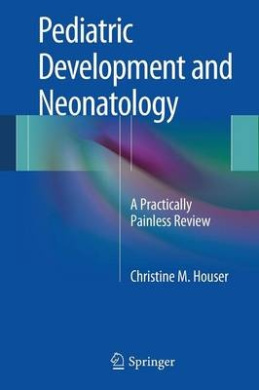 Pediatric
Development and
Neonatology
A Practically
Painless Review
Christine M. Houser
Springer